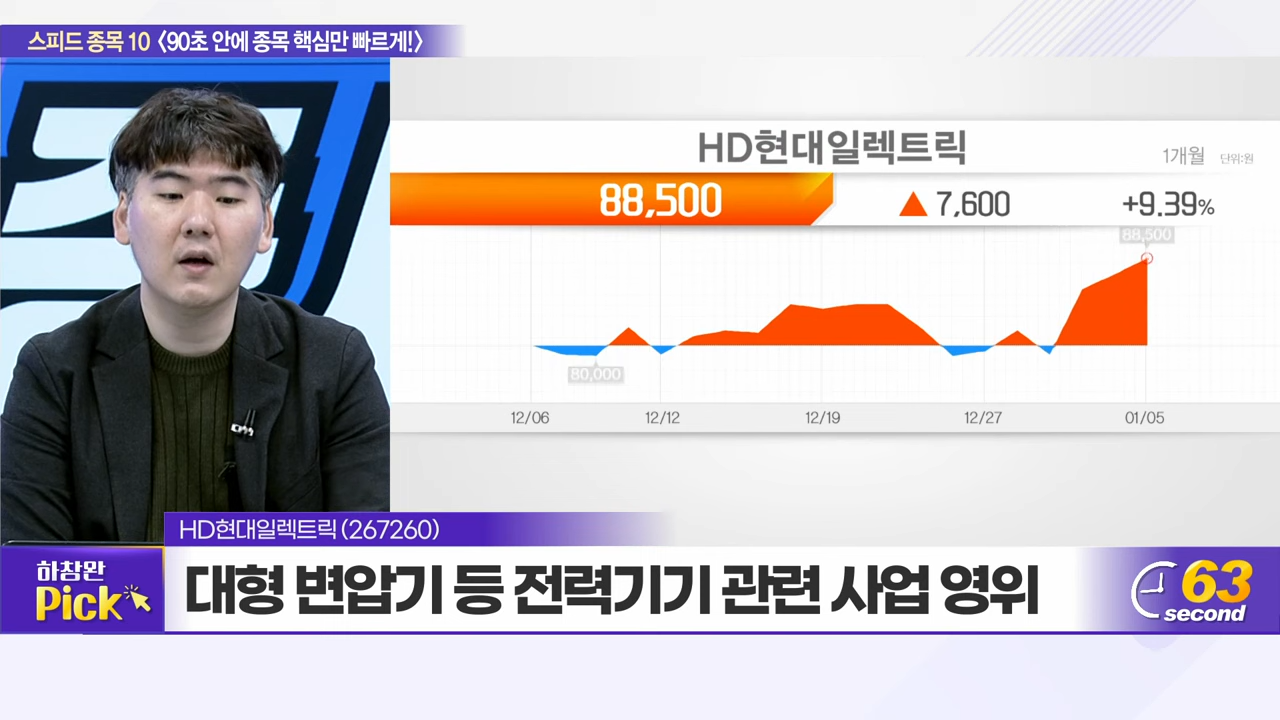 스피드 종목 10 <90초 안에 종목 핵심만 빠르게!>
HD현대일렉트릭
1개월 단위:원
88,500 ▲ 7,600 +9.39%
88,500
80,000
12/06 12/12 12/19 12/27 01/05
HD현대일렉트릭 (267260)
하창완
Pick
대형 변압기 등 전력기기 관련 사업 영위
63
second